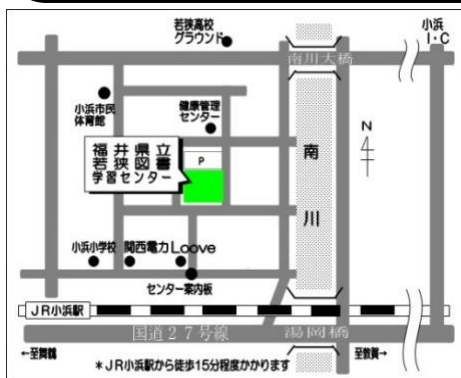 若狭高校
グラウンド
小浜
I・C
南川大橋
小浜市民
体育館
健康管理
センター
N
福井県立
若狭図書
学習センター
P
南
川
小浜小学校
関西電力
Loove
センター案内板
JR小浜駅
国道27号線
湯岡橋
←至舞鶴
至敦賀→
*JR小浜駅から徒歩15分程度かかります